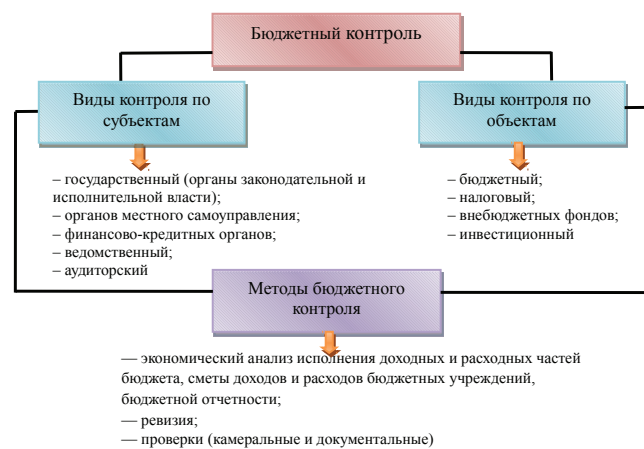 Бюджетный контроль
Виды контроля по
субъектам
Виды контроля по
объектам
– государственный (органы законодательной и
исполнительной власти);
– органов местного самоуправления;
– финансово-кредитных органов;
– ведомственный;
– аудиторский
– бюджетный;
– налоговый;
– внебюджетных фондов;
– инвестиционный
Методы бюджетного
контроля
— экономический анализ исполнения доходных и расходных частей
бюджета, сметы доходов и расходов бюджетных учреждений,
бюджетной отчетности;
— ревизия;
— проверки (камеральные и документальные)